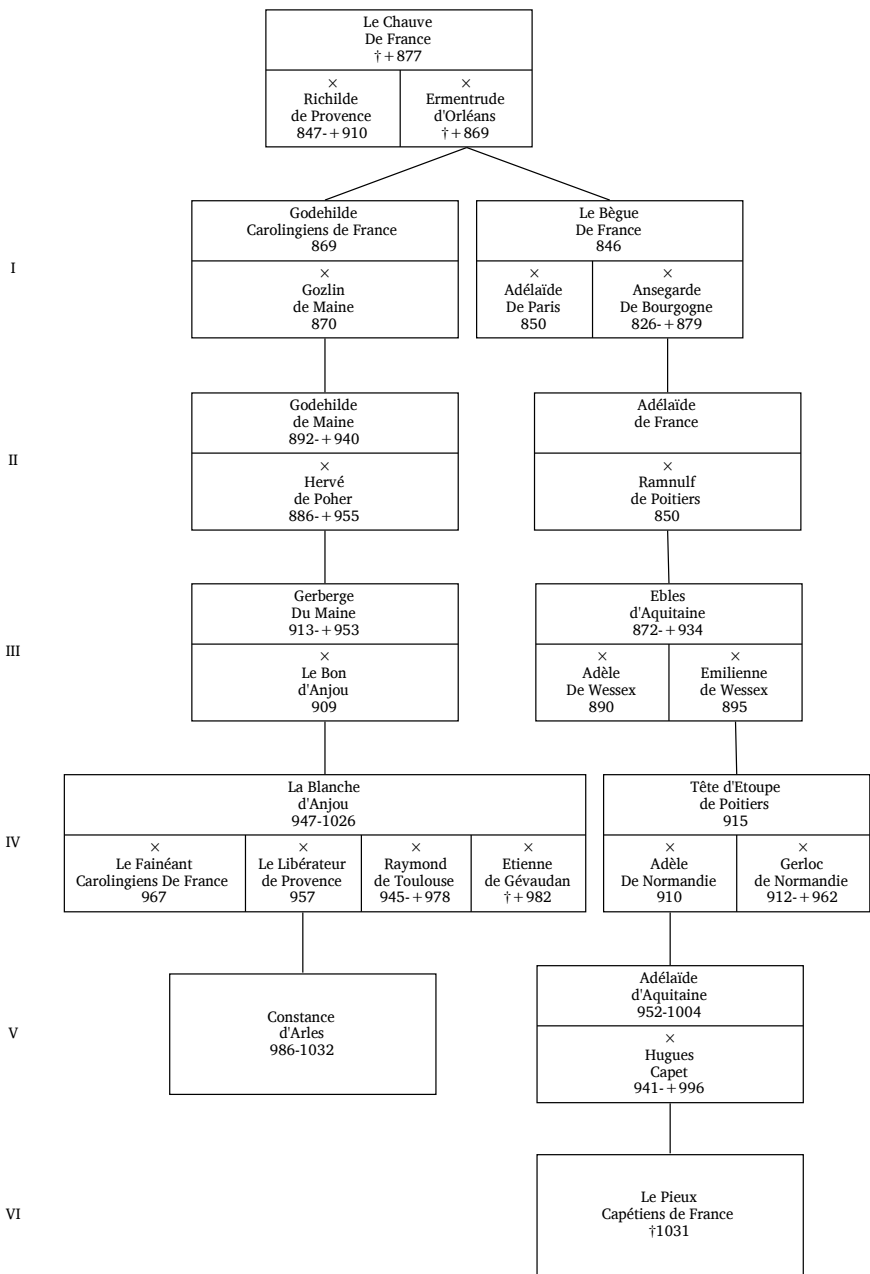 Le Chauve
De France
†+877
×
Richilde
de Provence
847-+910
×
Ermentrude
d'Orléans
†+869
I
Godehilde
Carolingiens de France
869
×
Gozlin
de Maine
870
Le Bègue
De France
846
×
Adélaïde
De Paris
850
×
Ansegarde
De Bourgogne
826-+879
II
Godehilde
de Maine
892-+940
×
Hervé
de Poher
886-+955
Adélaïde
de France
×
Ramnulf
de Poitiers
850
III
Gerberge
Du Maine
913-+953
×
Le Bon
d'Anjou
909
Ebles
d'Aquitaine
872-+934
×
Adèle
De Wessex
890
×
Emilienne
de Wessex
895
IV
La Blanche
d'Anjou
947-1026
×
Le Fainéant
Carolingiens De France
967
×
Le Libérateur
de Provence
957
×
Raymond
de Toulouse
945-+978
×
Etienne
de Gévaudan
†+982
Tête d'Etoupe
de Poitiers
915
×
Adèle
De Normandie
910
×
Gerloc
de Normandie
912-+962
V
Constance
d'Arles
986-1032
Adélaïde
d'Aquitaine
952-1004
×
Hugues
Capet
941-+996
VI
Le Pieux
Capétiens de France
†1031